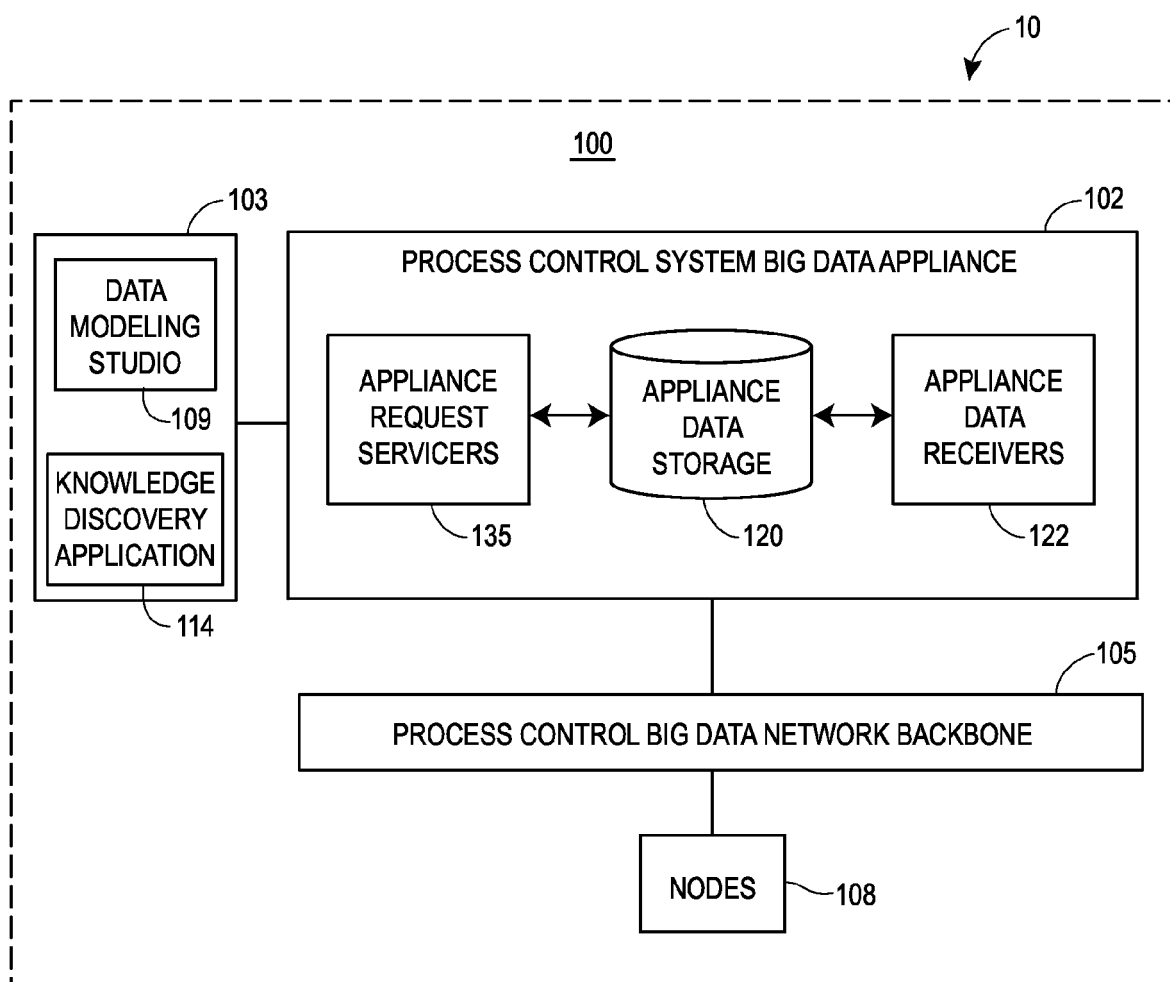 10
100
103
102
PROCESS CONTROL SYSTEM BIG DATA APPLIANCE
DATA
MODELING
STUDIO
109
KNOWLEDGE
DISCOVERY
APPLICATION
114
APPLIANCE
REQUEST
SERVICERS
135
APPLIANCE
DATA
STORAGE
120
APPLIANCE
DATA
RECEIVERS
122
105
PROCESS CONTROL BIG DATA NETWORK BACKBONE
NODES
108